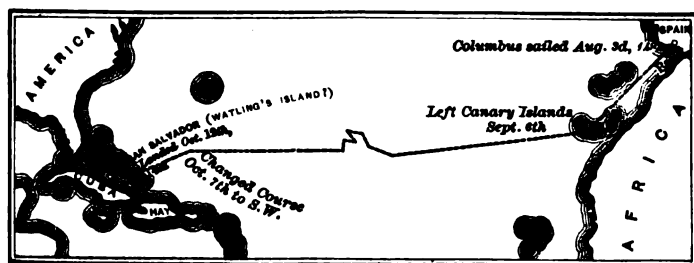 AMERICA
SPAIN
Columbus sailed Aug. 3d,
AFRICA
Left Canary Islands
Sept. 6th
SALVADOR (WATLING'S ISLAND?)
Landed Oct. 12th,
Changed Course
Oct. 7th to S.W.
CUBA
HAY